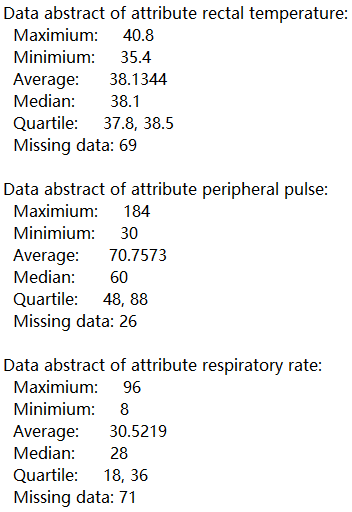 Data abstract of attribute rectal temperature:
Maximium: 40.8
Minimium: 35.4
Average: 38.1344
Median: 38.1
Quartile: 37.8, 38.5
Missing data: 69
Data abstract of attribute peripheral pulse:
Maximium: 184
Minimium: 30
Average: 70.7573
Median: 60
Quartile: 48, 88
Missing data: 26
Data abstract of attribute respiratory rate:
Maximium: 96
Minimium: 8
Average: 30.5219
Median: 28
Quartile: 18, 36
Missing data: 71